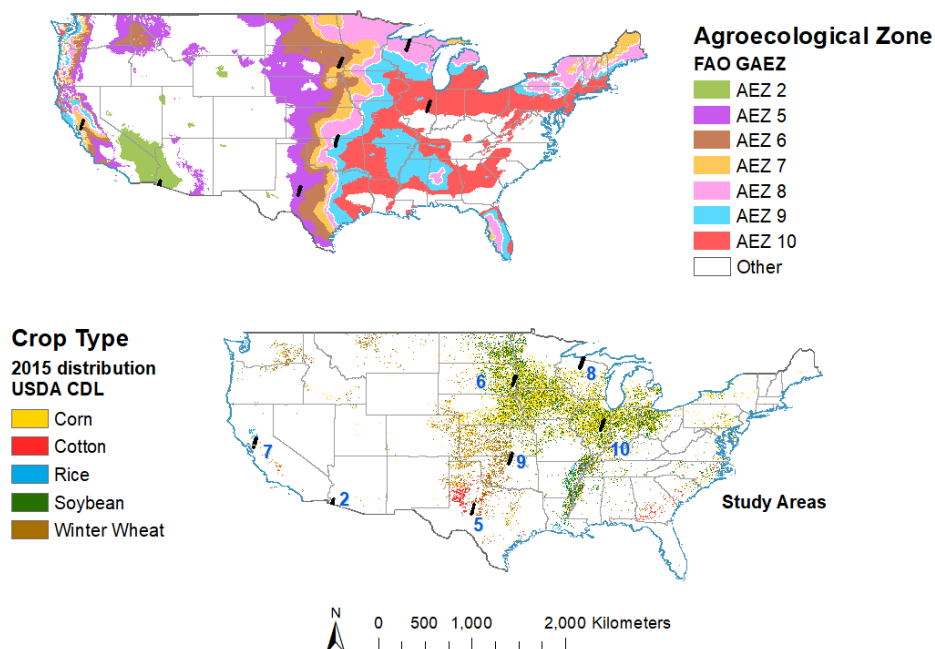 Agroecological Zone
FAO GAEZ
AEZ 2
AEZ 5
AEZ 6
AEZ 7
AEZ 8
AEZ 9
AEZ 10
Other
Crop Type
2015 distribution
USDA CDL
Corn
Cotton
Rice
Soybean
Winter Wheat
6
8
7
10
9
2
5
Study Areas
N
0 500 1,000 2,000 Kilometers